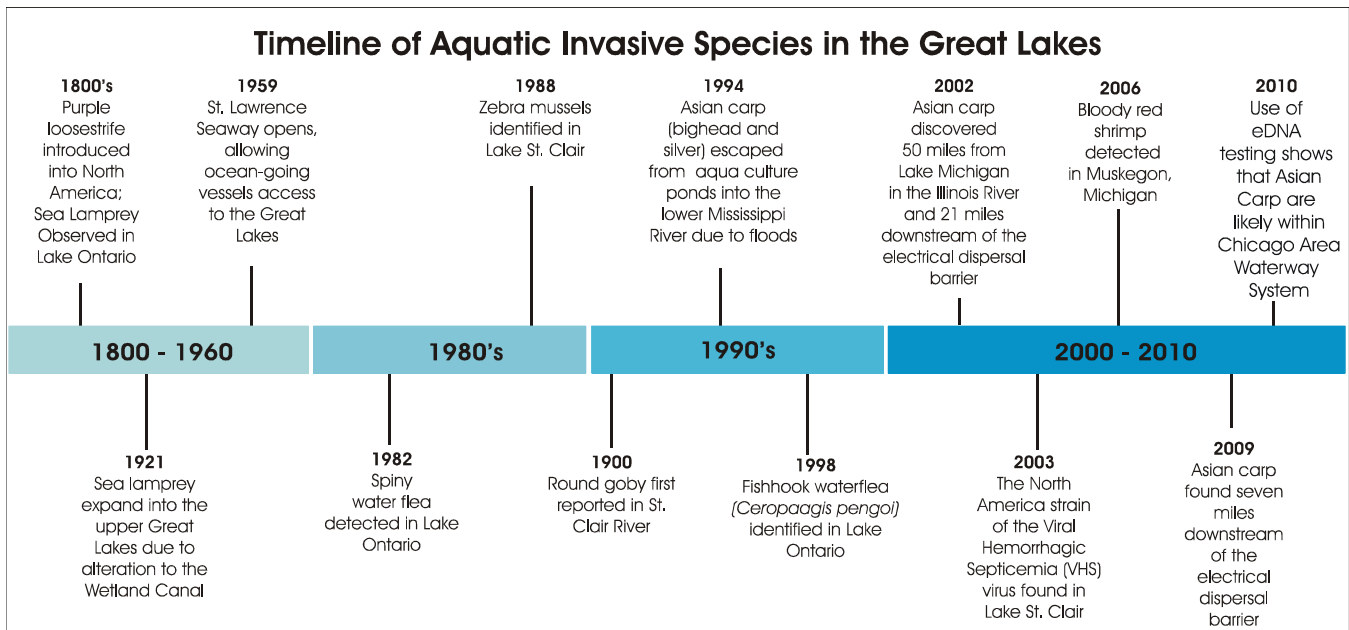 Timeline of Aquatic Invasive Species in the Great Lakes
1800's
Purple
loosestrife
introduced
into North
America;
Sea Lamprey
Observed in
Lake Ontario
1959
St. Lawrence
Seaway opens,
allowing
ocean-going
vessels access
to the Great
Lakes
1988
Zebra mussels
identified in
Lake St. Clair
1994
Asian carp
(bighead and
silver) escaped
from aqua culture
ponds into the
lower Mississippi
River due to floods
2002
Asian carp
discovered
50 miles from
Lake Michigan
in the Illinois River
and 21 miles
downstream of the
electrical dispersal
barrier
2006
Bloody red
shrimp
detected
in Muskegon,
Michigan
2010
Use of
eDNA
testing shows
that Asian
Carp are
likely within
Chicago Area
Waterway
System
1800 - 1960
1980's
1990's
2000 - 2010
1921
Sea lamprey
expand into the
upper Great
Lakes due to
alteration to the
Wetland Canal
1982
Spiny
water flea
detected in Lake
Ontario
1900
Round goby first
reported in St.
Clair River
1998
Fishhook waterflea
(Ceropaagis pengoi)
identified in Lake
Ontario
2003
The North
America strain
of the Viral
Hemorrhagic
Septicemia (VHS)
virus found in
Lake St. Clair
2009
Asian carp
found seven
miles
downstream
of the
electrical
dispersal
barrier